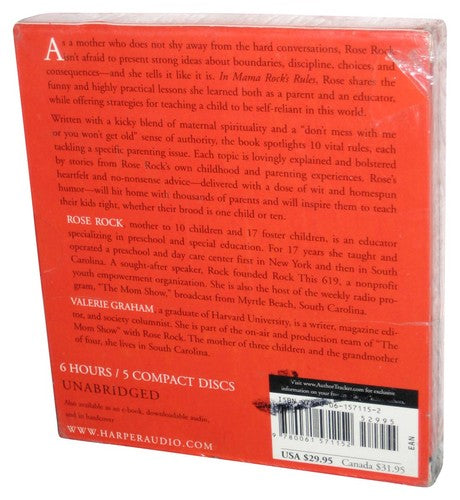 As a mother who does not shy away from the hard conversations, Rose Rock
isn't afraid to present strong ideas about boundaries, discipline, choices, and
consequences—and she tells it like it is. In Mama Rock's Rules, Rose shares the
funny and highly practical lessons she learned both as a parent and an educator,
while offering strategies for teaching a child to be self-reliant in this world.
Written with a kicky blend of maternal spirituality and a "don't mess with me
or you won't get old" sense of authority, the book spotlights 10 vital rules, each
tackling a specific parenting issue. Each topic is lovingly explained and bolstered
by stories from Rose Rock's own childhood and parenting experiences. Rose's
heartfelt and no-nonsense advice—delivered with a dose of wit and homespun
humor—will hit home with thousands of parents and will inspire them to teach
their kids right, whether their brood is one child or ten.
ROSE ROCK mother to 10 children and 17 foster children, is an educator
specializing in preschool and special education. For 17 years she taught and
operated a preschool and day care center first in New York and then in South
Carolina. A sought-after speaker, Rock founded Rock This 619, a nonprofit
youth empowerment organization. She is also the host of the weekly radio pro-
gram, "The Mom Show," broadcast from Myrtle Beach, South Carolina.
VALERIE GRAHAM, a graduate of Harvard University, is a writer, magazine edi-
tor, and society columnist. She is part of the on-air and production team of "The
Mom Show" with Rose Rock. The mother of three children and the grandmother
of four, she lives in South Carolina.
6 HOURS / 5 COMPACT DISCS
UNABRIDGED
Also available as an e-book, downloadable audio,
and in hardcover
WWW.HARPERAUDIO.COM
Visit www.AuthorTracker.com for exclusive
information on your favorite
ISBN 06-157115-2
52995
9 780061 571152
EAN
USA $29.95 Canada $31.95